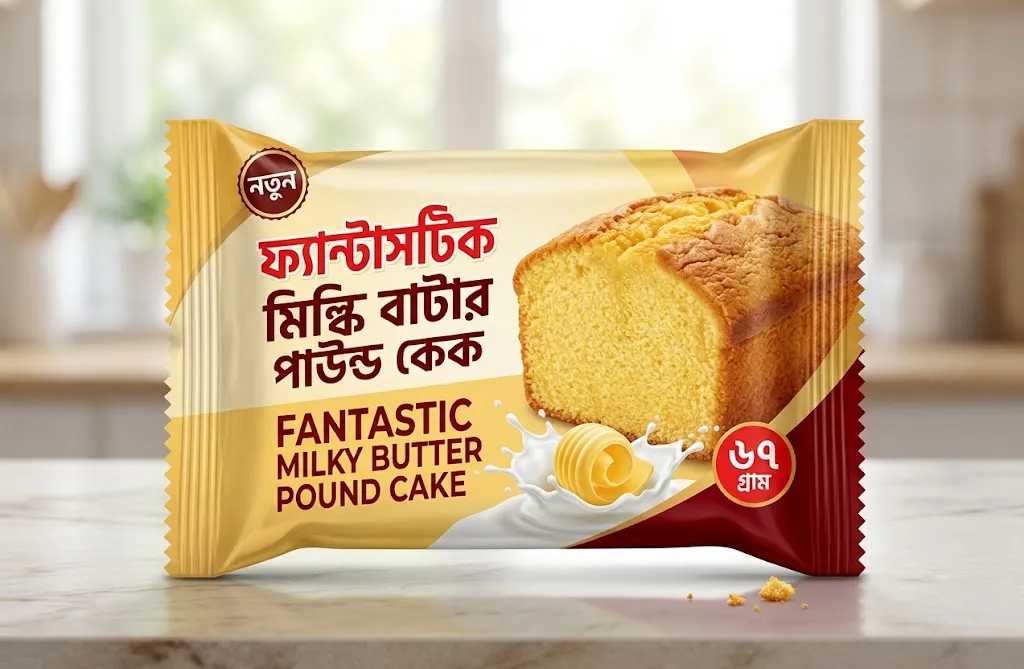 নতুন
ফ্যান্টাসটিক
মিল্কি বাটার
পাউন্ড কেক
FANTASTIC
MILKY BUTTER
POUND CAKE
৬৭
গ্রাম